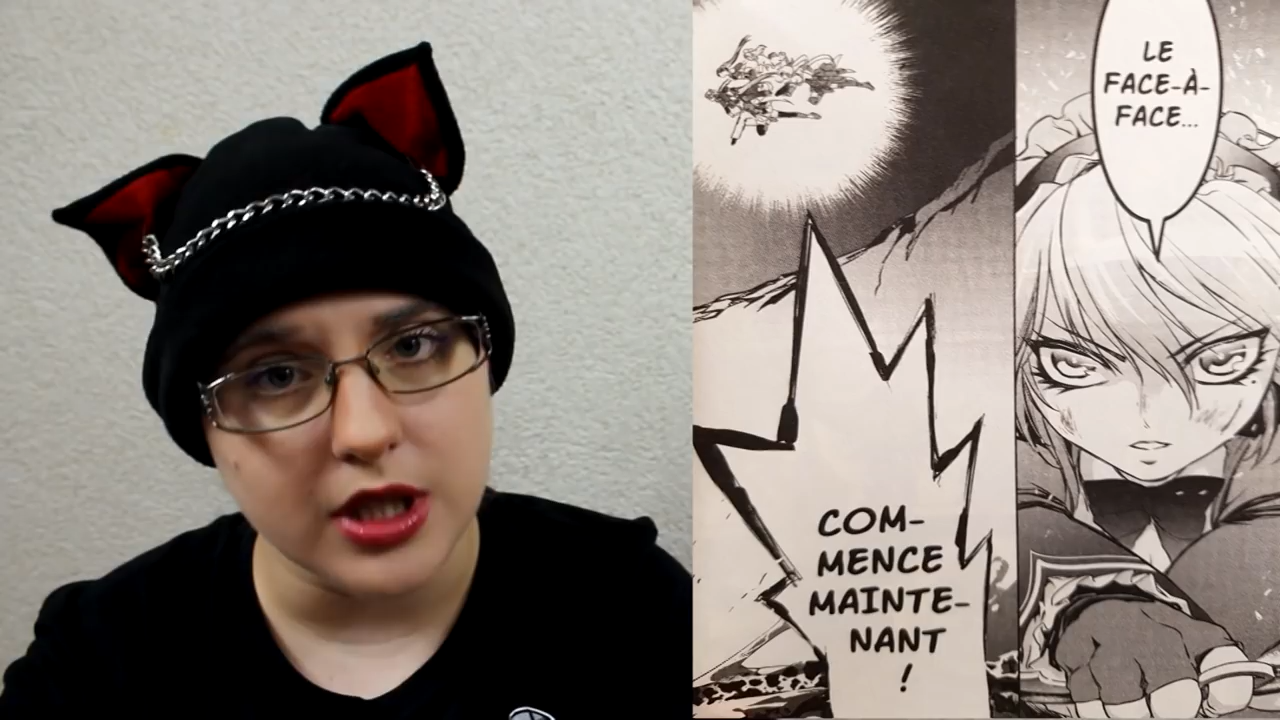 LE
FACE-À-
FACE...
COM-
MENCE
MAINTE-
NANT
!